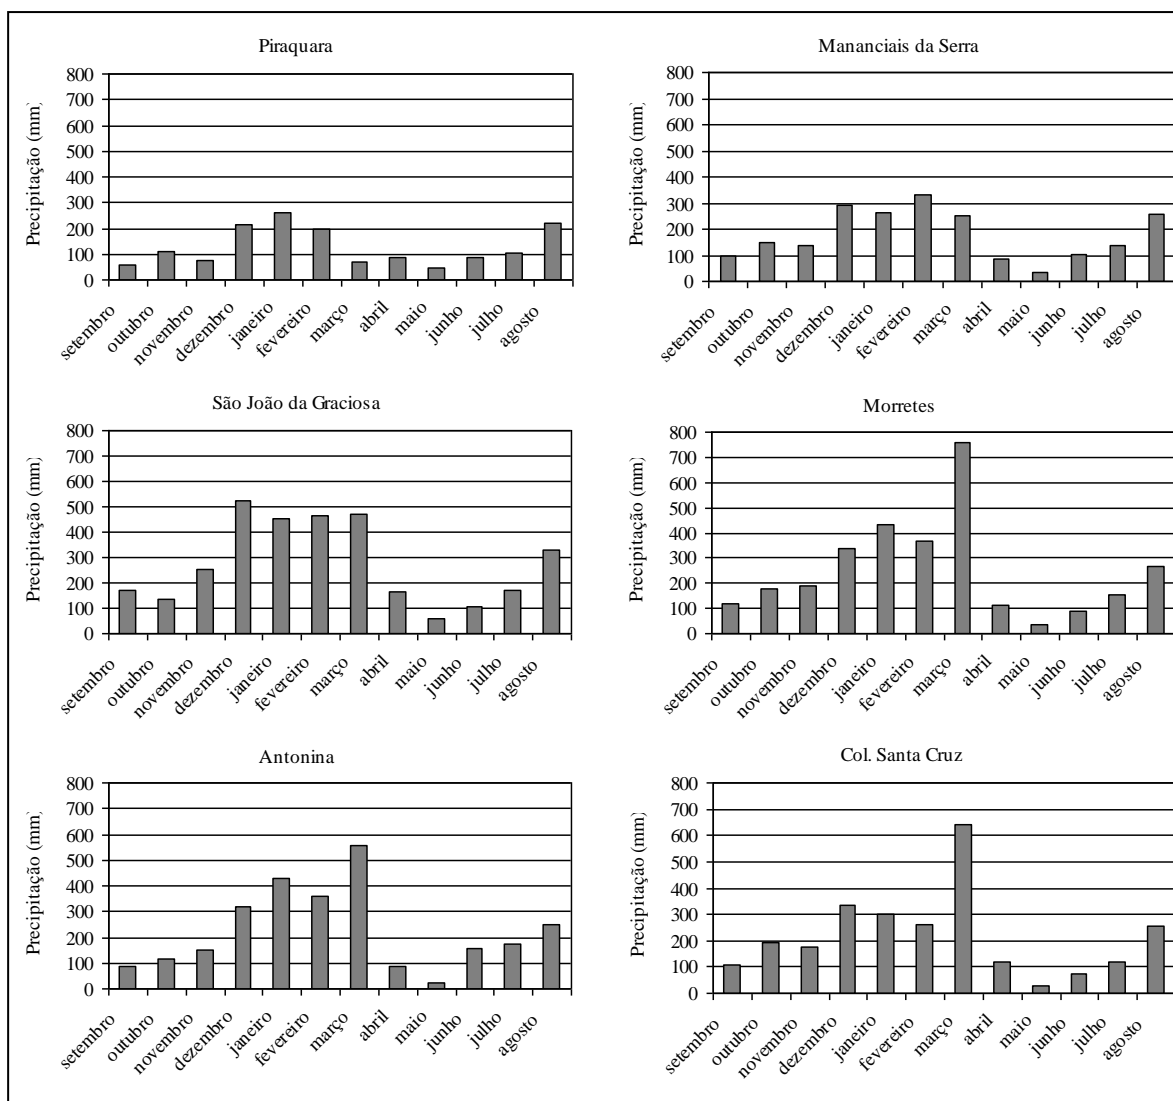 Piraquara
Precipitação (mm)
800
700
600
500
400
300
200
100
0
setembro
outubro
novembro
dezembro
janeiro
fevereiro
março
abril
maio
junho
julho
agosto
Mananciais da Serra
Precipitação (mm)
800
700
600
500
400
300
200
100
0
setembro
outubro
novembro
dezembro
janeiro
fevereiro
março
abril
maio
junho
julho
agosto
São João da Graciosa
Precipitação (mm)
800
700
600
500
400
300
200
100
0
setembro
outubro
novembro
dezembro
janeiro
fevereiro
março
abril
maio
junho
julho
agosto
Morretes
Precipitação (mm)
800
700
600
500
400
300
200
100
0
setembro
outubro
novembro
dezembro
janeiro
fevereiro
março
abril
maio
junho
julho
agosto
Antonina
Precipitação (mm)
800
700
600
500
400
300
200
100
0
setembro
outubro
novembro
dezembro
janeiro
fevereiro
março
abril
maio
junho
julho
agosto
Col. Santa Cruz
Precipitação (mm)
800
700
600
500
400
300
200
100
0
setembro
outubro
novembro
dezembro
janeiro
fevereiro
março
abril
maio
junho
julho
agosto